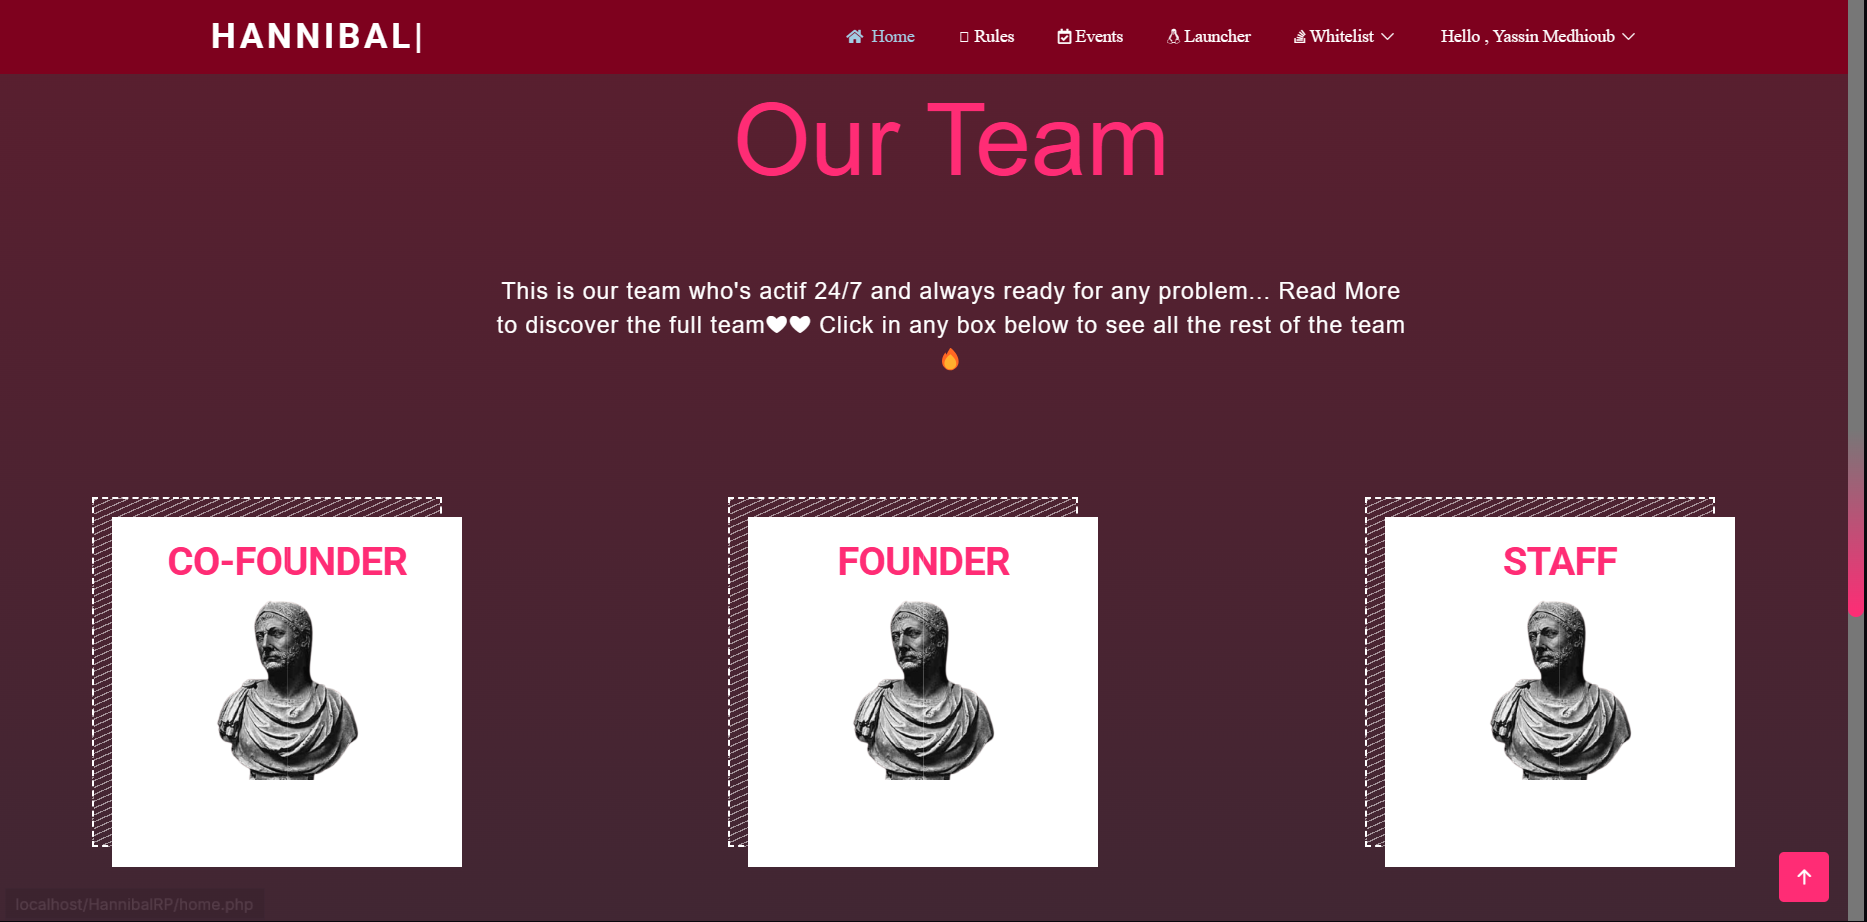 HANNIBAL|
Home
Rules
Events
Launcher
Whitelist
Hello , Yassin Medhioub
Our Team
This is our team who's actif 24/7 and always ready for any problem... Read More
to discover the full team🤍🤍 Click in any box below to see all the rest of the team
🔥
CO-FOUNDER
FOUNDER
STAFF
localhost/HannibalRP/home.php